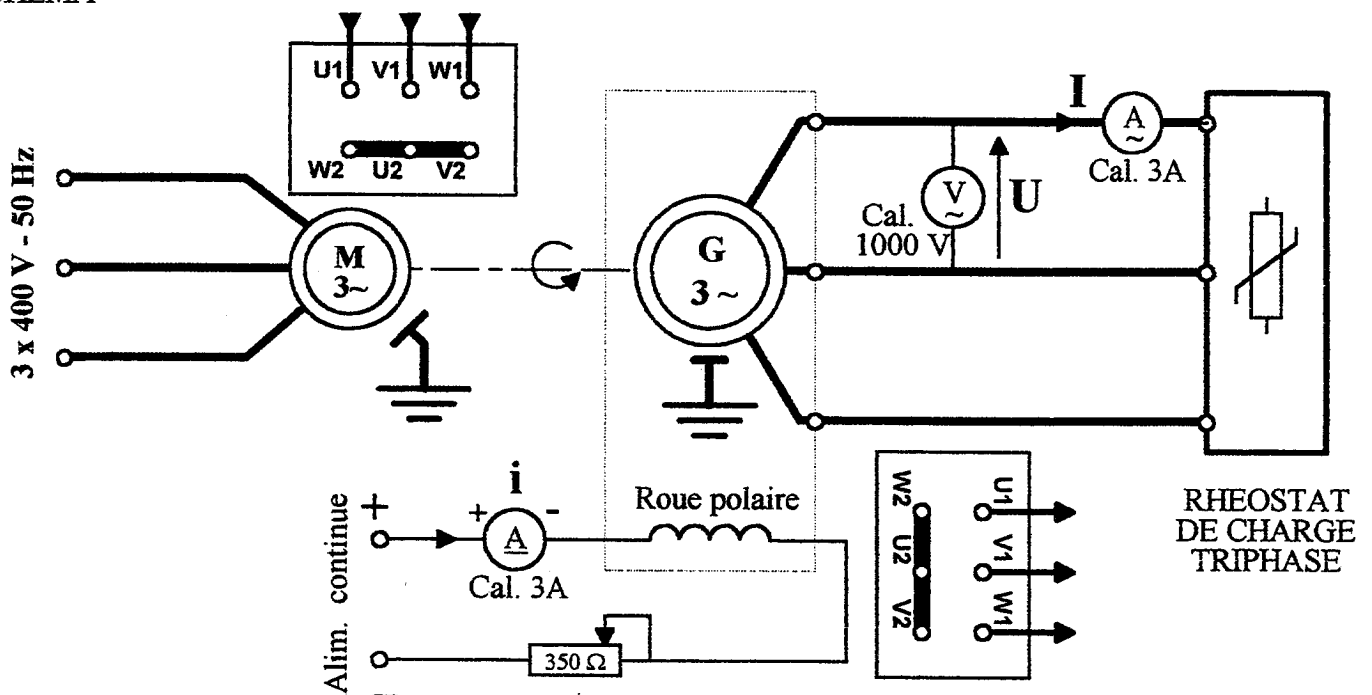 U1 V1 W1
W2 U2 V2
3 x 400 V - 50 Hz
M
3~
G
3 ~
I
A
~
Cal. 3A
V
~
Cal.
1000 V
U
RHEOSTAT
DE CHARGE
TRIPHASE
Alim. continue
+
i
+ -
A
Cal. 3A
Roue polaire
350 Ω
W2 U2 V2
U1 V1 W1